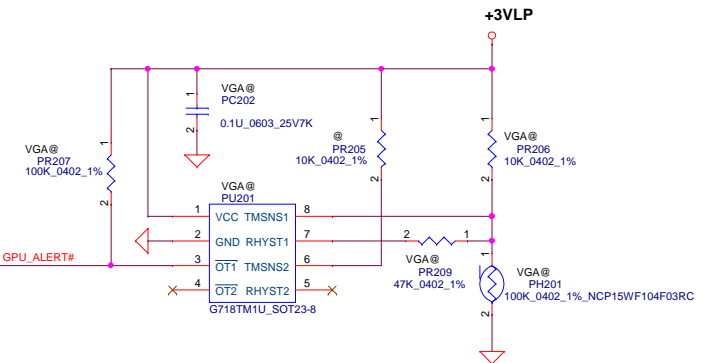 +3VLP
VGA@
PC202
0.1U_0603_25V7K
1
2
@
PR205
10K_0402_1%
1
2
VGA@
PR206
10K_0402_1%
1
2
VGA@
PR207
100K_0402_1%
1
2
VGA@
PU201
1 VCC TMSNS1 8
2 GND RHYST1 7
3 OT1 TMSNS2 6
4 OT2 RHYST2 5
G718TM1U_SOT23-8
GPU_ALERT#
2 1
VGA@
PR209
47K_0402_1%
1
VGA@
PH201
100K_0402_1%_NCP15WF104F03RC
2